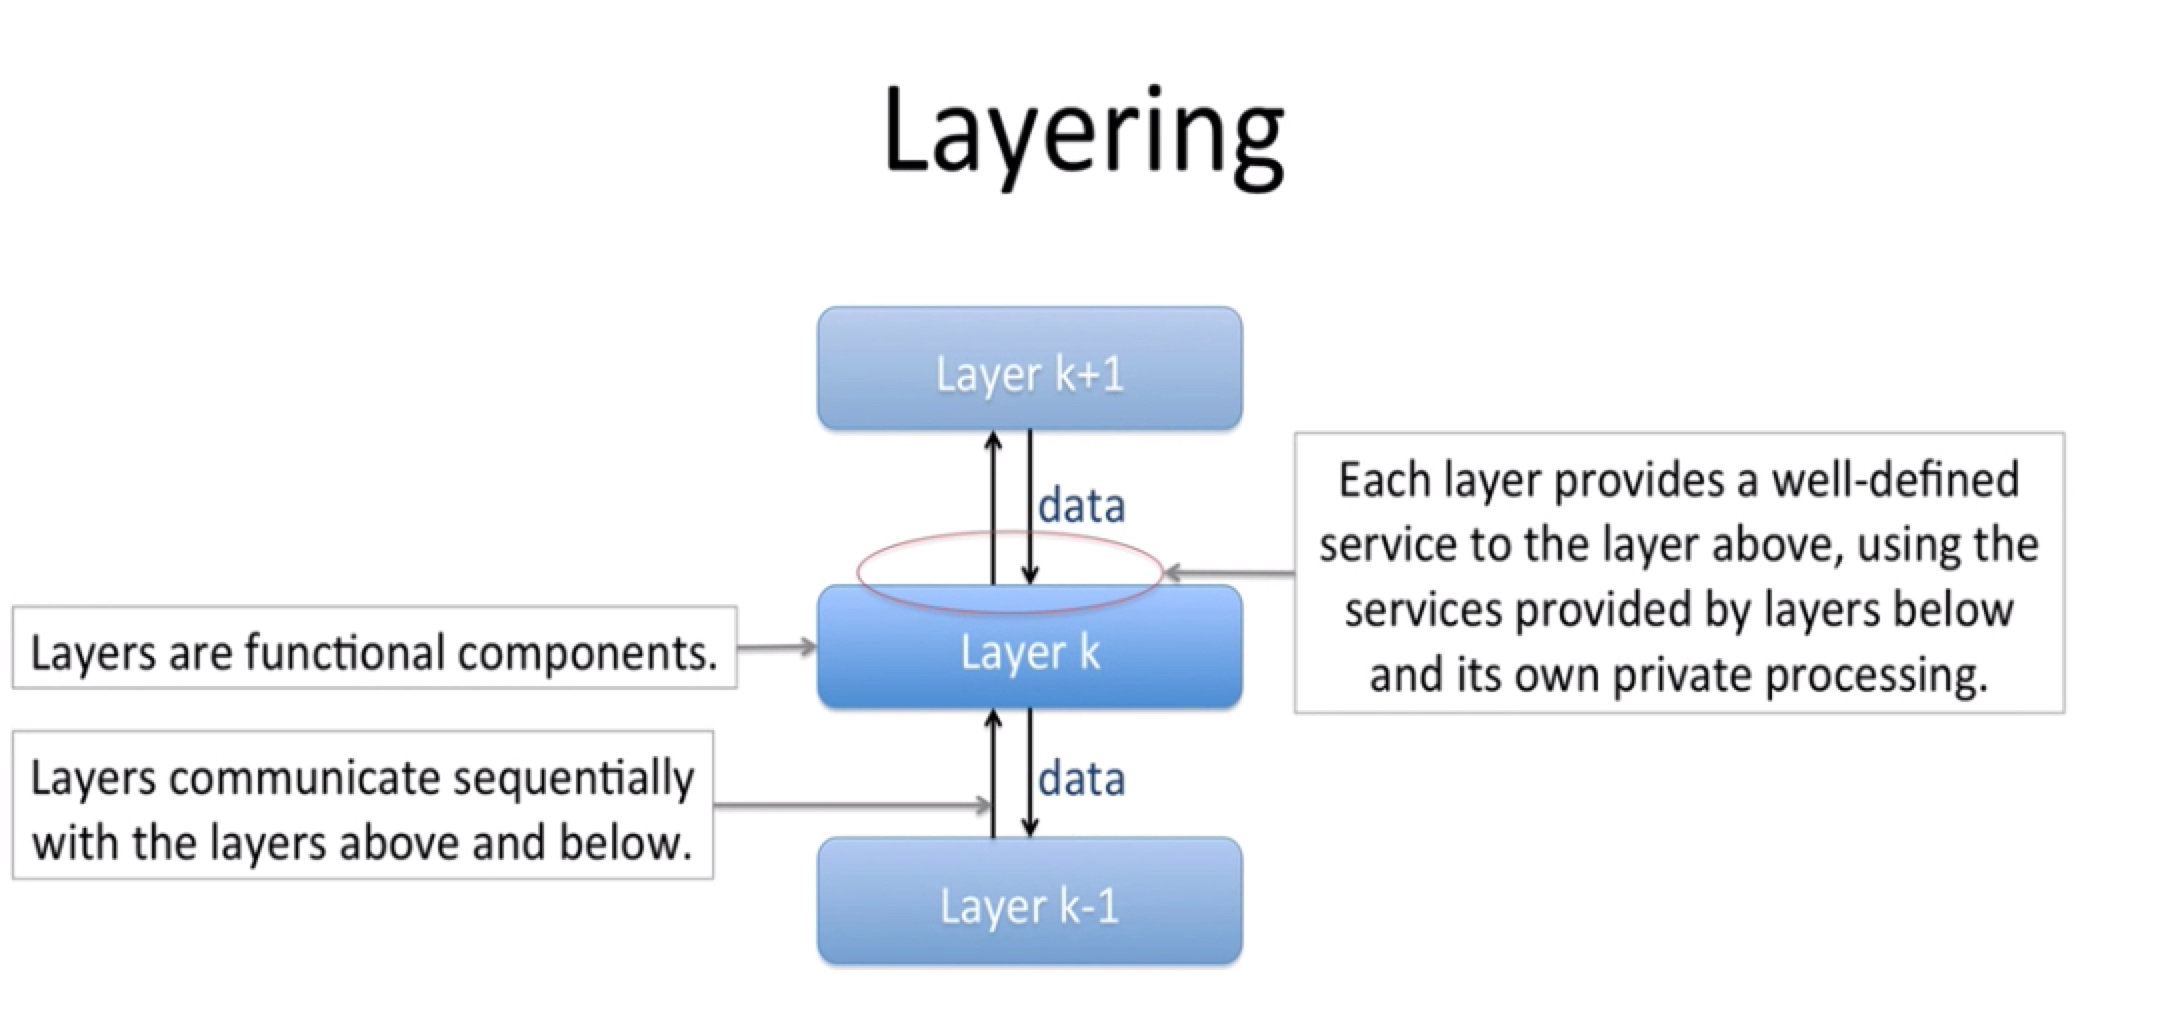 Layering
Layer k+1
data
Each layer provides a well-defined
service to the layer above, using the
services provided by layers below
and its own private processing.
Layers are functional components.
Layer k
Layers communicate sequentially
with the layers above and below.
data
Layer k-1